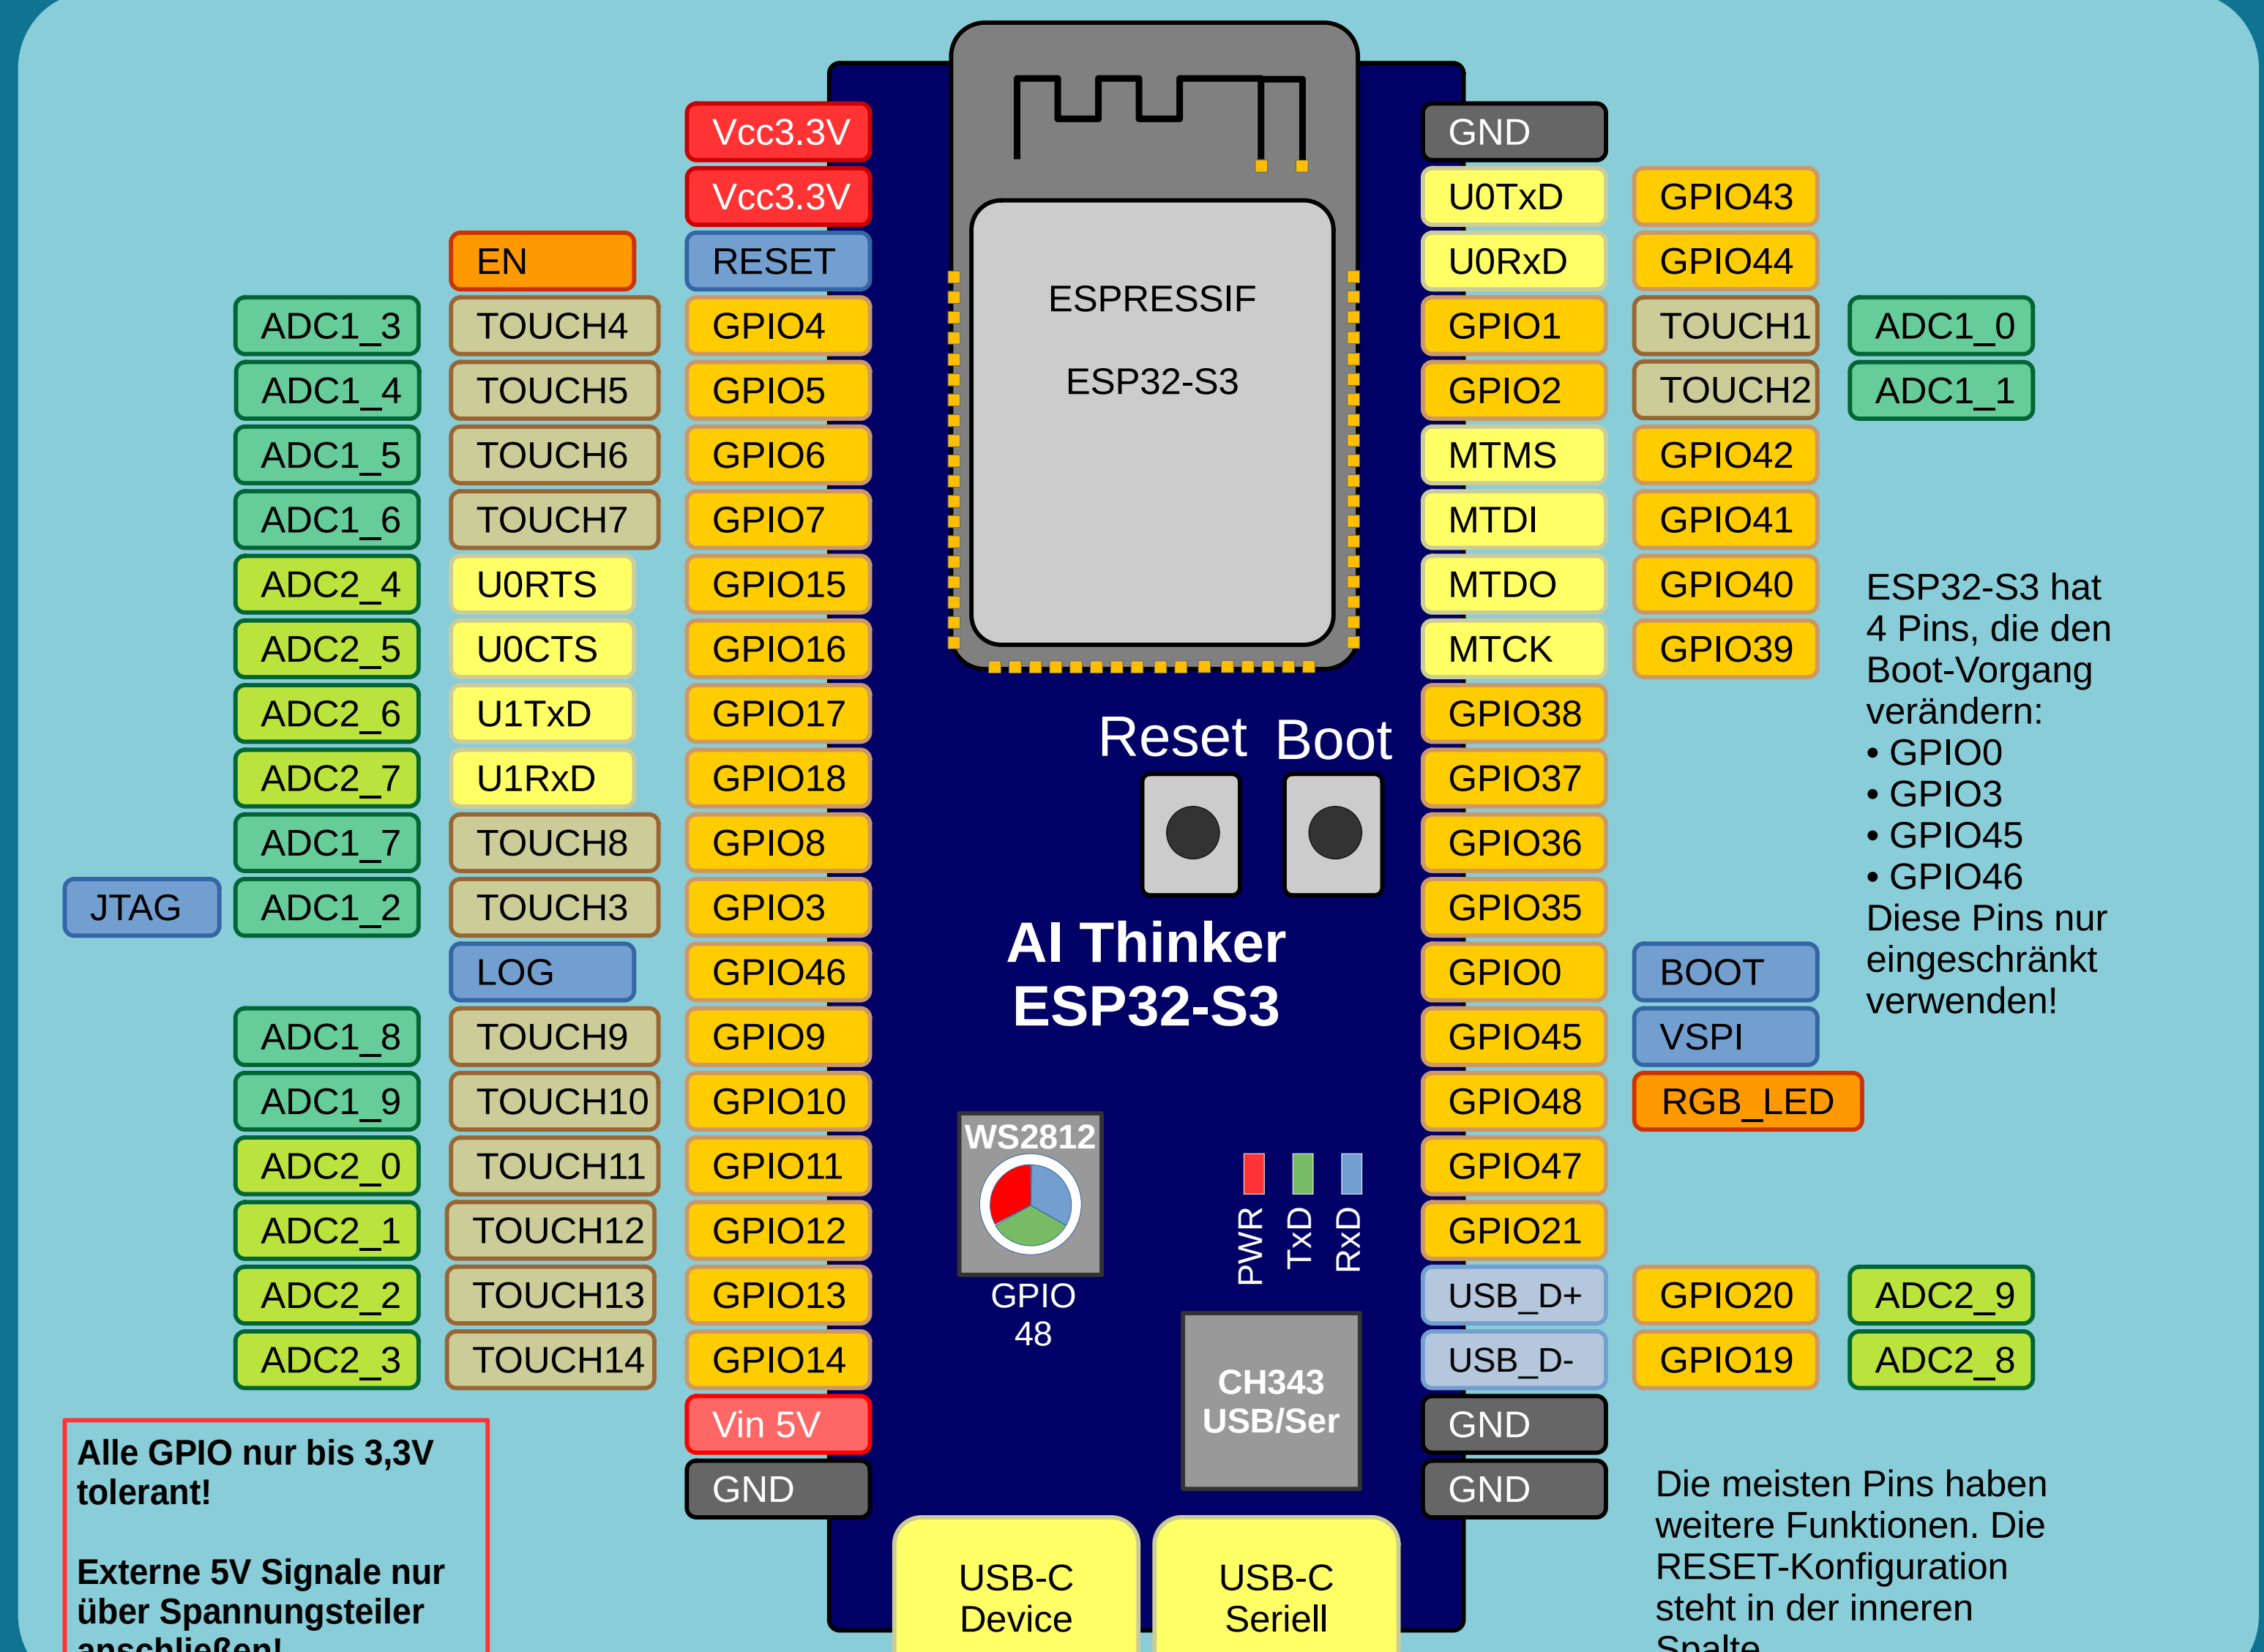 Vcc3.3V GND
Vcc3.3V U0TxD GPIO43
EN RESET U0RxD GPIO44
ADC1_3 TOUCH4 GPIO4 GPIO1 TOUCH1 ADC1_0
ADC1_4 TOUCH5 GPIO5 GPIO2 TOUCH2 ADC1_1
ADC1_5 TOUCH6 GPIO6 MTMS GPIO42
ADC1_6 TOUCH7 GPIO7 MTDI GPIO41
ADC2_4 U0RTS GPIO15 MTDO GPIO40
ADC2_5 U0CTS GPIO16 MTCK GPIO39
ADC2_6 U1TxD GPIO17 GPIO38
ADC2_7 U1RxD GPIO18 GPIO37
ADC1_7 TOUCH8 GPIO8 GPIO36
JTAG ADC1_2 TOUCH3 GPIO3 GPIO35
LOG GPIO46 GPIO0 BOOT
ADC1_8 TOUCH9 GPIO9 GPIO45 VSPI
ADC1_9 TOUCH10 GPIO10 GPIO48 RGB_LED
ADC2_0 TOUCH11 GPIO11 GPIO47
ADC2_1 TOUCH12 GPIO12 GPIO21
ADC2_2 TOUCH13 GPIO13 USB_D+ GPIO20 ADC2_9
ADC2_3 TOUCH14 GPIO14 USB_D- GPIO19 ADC2_8
Vin 5V GND
GND GND
ESPRESSIF
ESP32-S3
Reset Boot
AI Thinker
ESP32-S3
WS2812
GPIO
48
PWR
TxD
RxD
CH343
USB/Ser
USB-C
Device
USB-C
Seriell
ESP32-S3 hat
4 Pins, die den
Boot-Vorgang
verändern:
• GPIO0
• GPIO3
• GPIO45
• GPIO46
Diese Pins nur
eingeschränkt
verwenden!
Alle GPIO nur bis 3,3V
tolerant!
Externe 5V Signale nur
über Spannungsteiler
anschließen!
Die meisten Pins haben
weitere Funktionen. Die
RESET-Konfiguration
steht in der inneren
Spalte